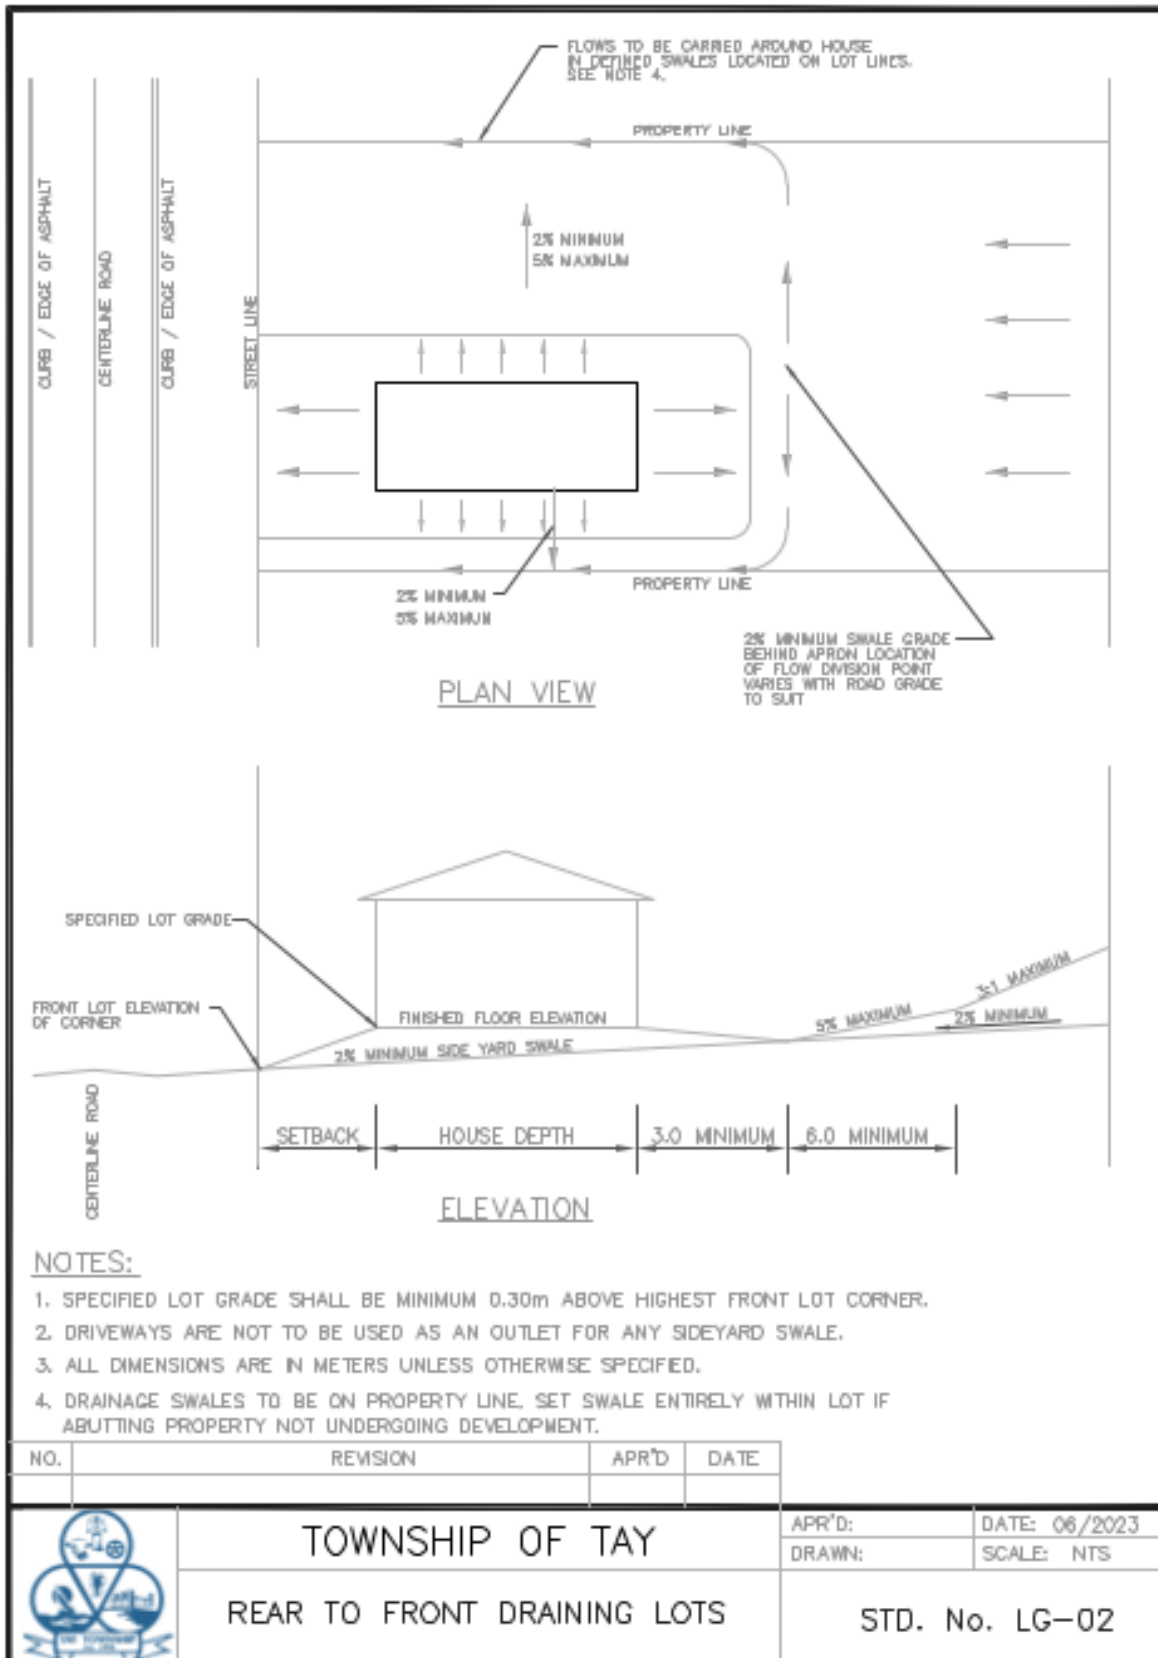 FLOWS TO BE CARRIED AROUND HOUSE
IN DEFINED SWALES LOCATED ON LOT LINES.
SEE NOTE 4.
PROPERTY LINE
CURB / EDGE OF ASPHALT
CENTERLINE ROAD
CURB / EDGE OF ASPHALT
STREET LINE
2% MINIMUM
5% MAXIMUM
2% MINIMUM
5% MAXIMUM
PROPERTY LINE
2% MINIMUM SWALE GRADE
BEHIND APRON LOCATION
OF FLOW DIVISION POINT
VARIES WITH ROAD GRADE
TO SUIT
PLAN VIEW
SPECIFIED LOT GRADE
FRONT LOT ELEVATION
OF CORNER
FINISHED FLOOR ELEVATION
2% MINIMUM SIDE YARD SWALE
5% MAXIMUM
3:1 MAXIMUM
2% MINIMUM
CENTERLINE ROAD
SETBACK
HOUSE DEPTH
3.0 MINIMUM
6.0 MINIMUM
ELEVATION
NOTES:
1. SPECIFIED LOT GRADE SHALL BE MINIMUM 0.30m ABOVE HIGHEST FRONT LOT CORNER.
2. DRIVEWAYS ARE NOT TO BE USED AS AN OUTLET FOR ANY SIDEYARD SWALE.
3. ALL DIMENSIONS ARE IN METERS UNLESS OTHERWISE SPECIFIED.
4. DRAINAGE SWALES TO BE ON PROPERTY LINE, SET SWALE ENTIRELY WITHIN LOT IF
ABUTTING PROPERTY NOT UNDERGOING DEVELOPMENT.
NO. REVISION APR'D DATE
TOWNSHIP OF TAY
APR'D: DATE: 06/2023
DRAWN: SCALE: NTS
REAR TO FRONT DRAINING LOTS
STD. No. LG-02
TAY TOWNSHIP